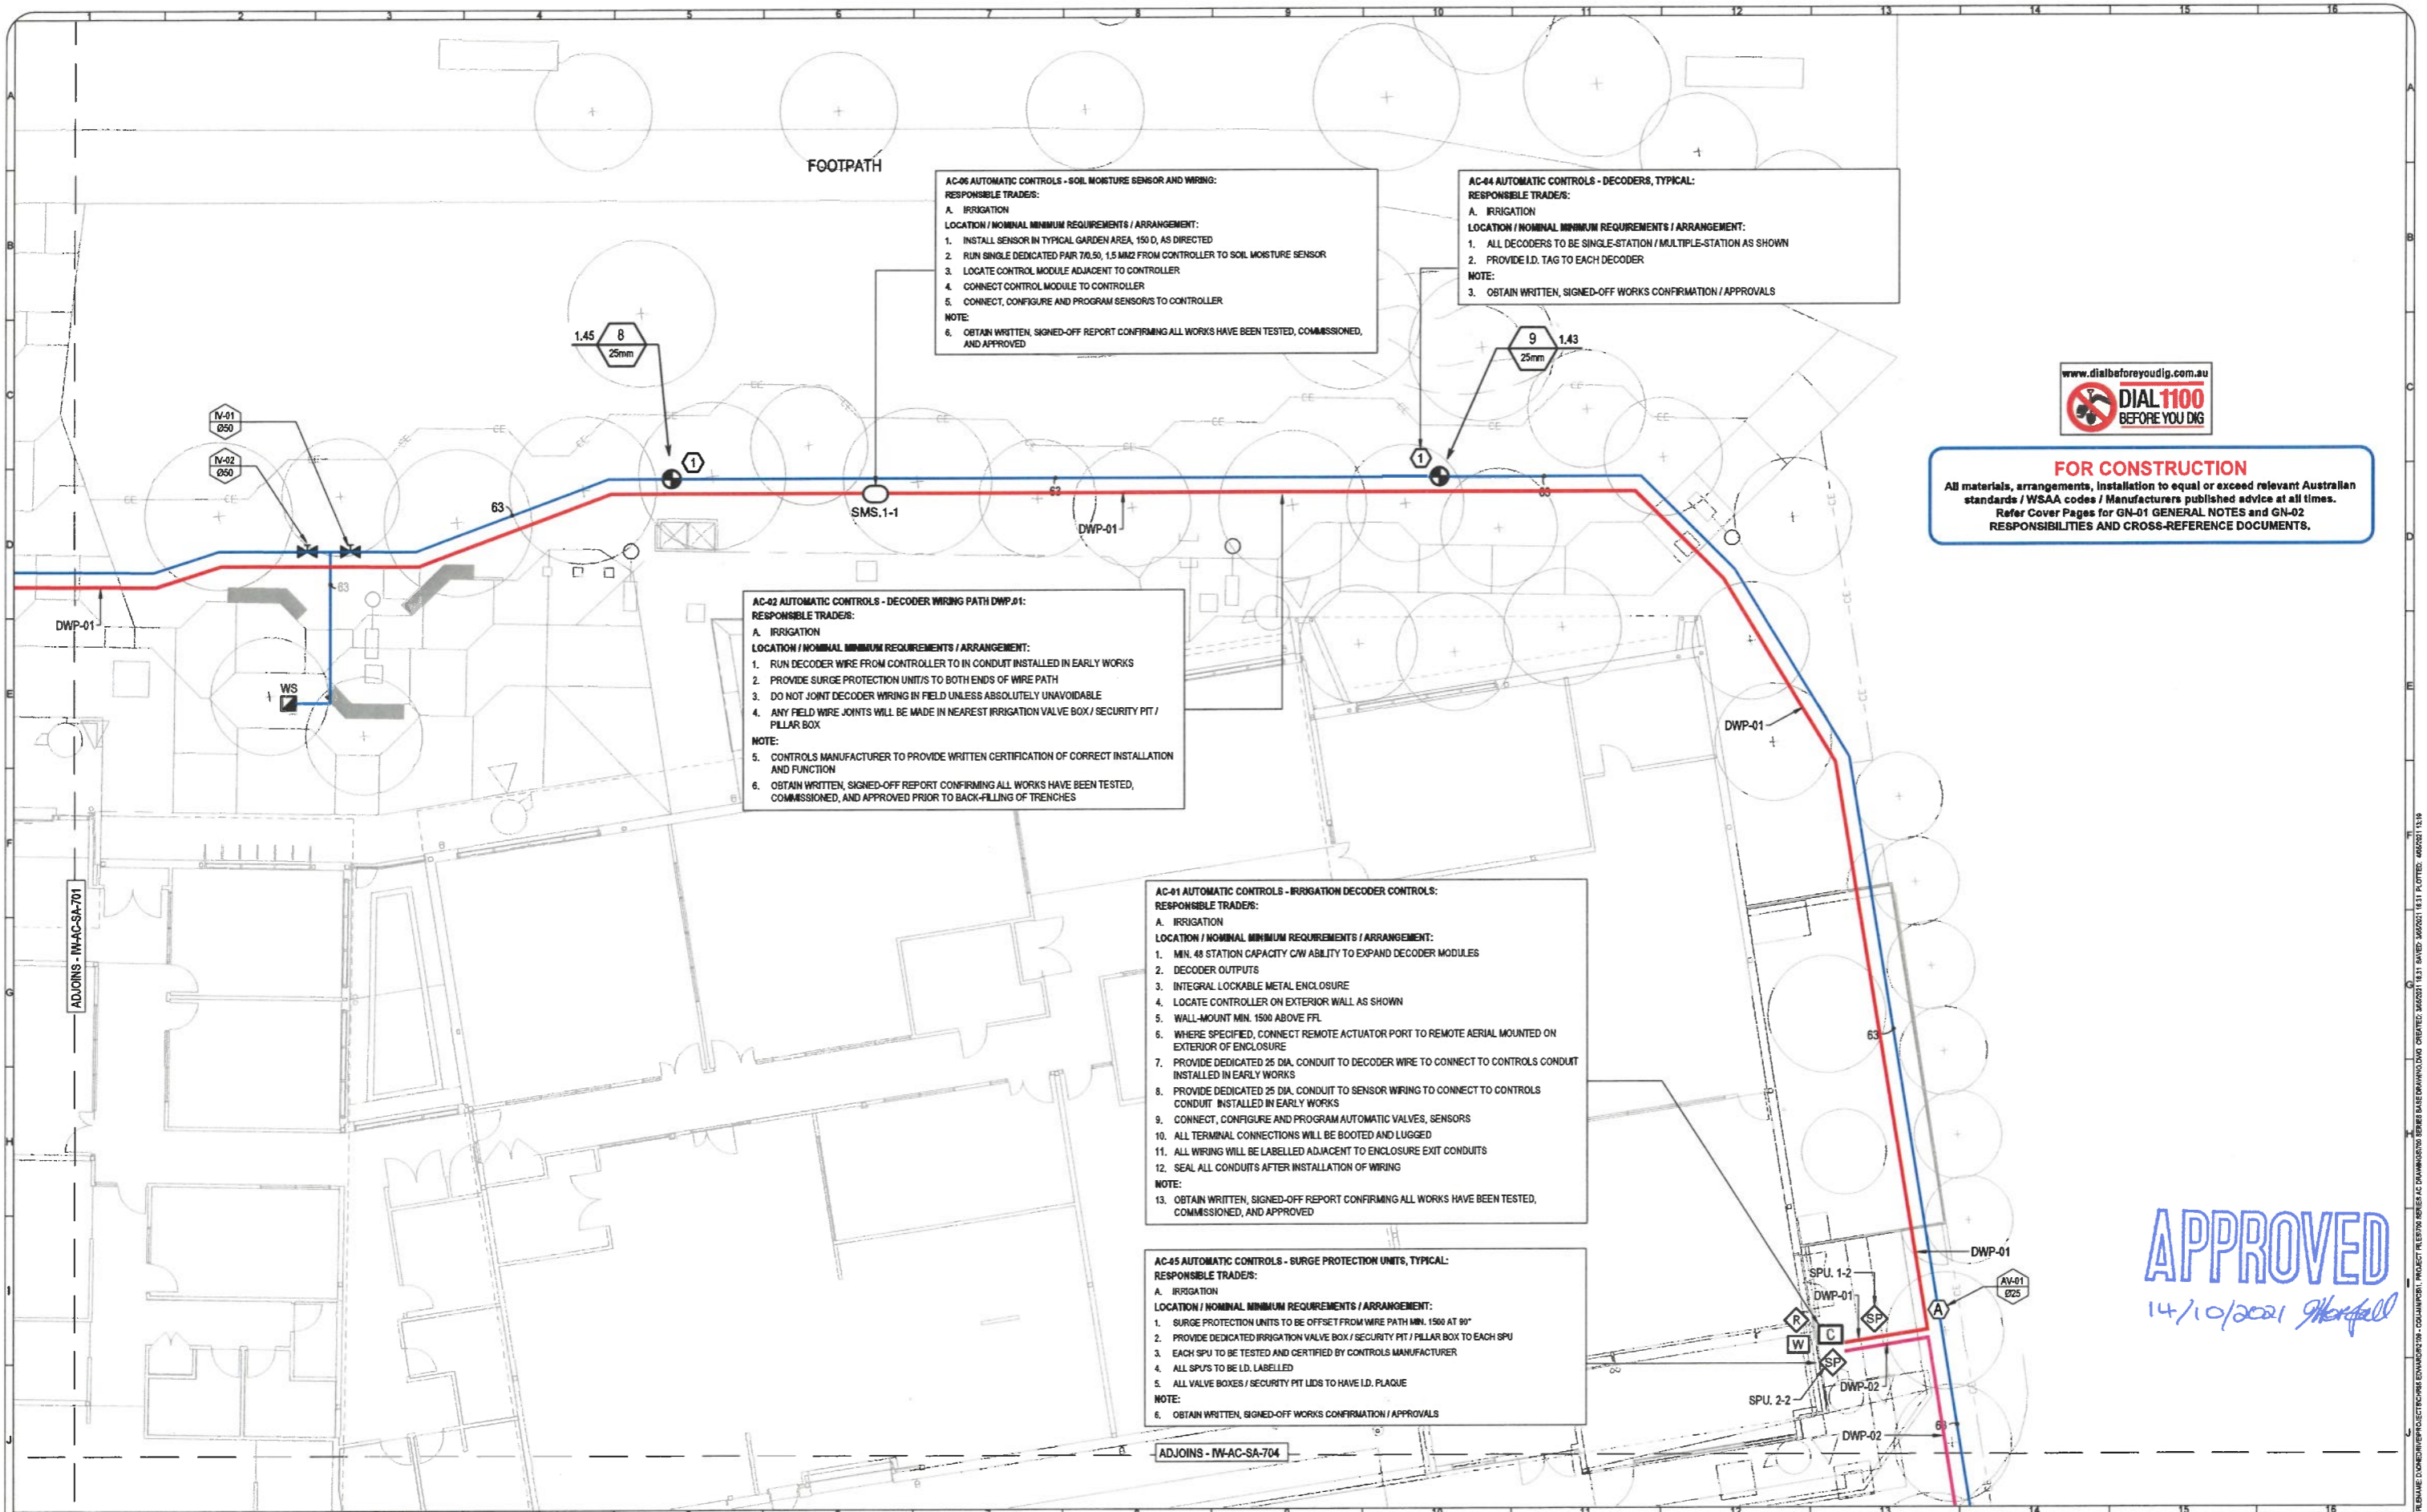 1 2 3 4 5 6 7 8 9 10 11 12 13 14 15 16
A
B
C
D
E
F
G
H
I
J
FOOTPATH
AC-06 AUTOMATIC CONTROLS - SOIL MOISTURE SENSOR AND WIRING:
RESPONSIBLE TRADE/S:
A. IRRIGATION
LOCATION / NOMINAL MINIMUM REQUIREMENTS / ARRANGEMENT:
1. INSTALL SENSOR IN TYPICAL GARDEN AREA, 150 D, AS DIRECTED
2. RUN SINGLE DEDICATED PAIR 7/0.50, 1.5 MM2 FROM CONTROLLER TO SOIL MOISTURE SENSOR
3. LOCATE CONTROL MODULE ADJACENT TO CONTROLLER
4. CONNECT CONTROL MODULE TO CONTROLLER
5. CONNECT, CONFIGURE AND PROGRAM SENSOR/S TO CONTROLLER
NOTE:
6. OBTAIN WRITTEN, SIGNED-OFF REPORT CONFIRMING ALL WORKS HAVE BEEN TESTED, COMMISSIONED,
AND APPROVED
AC-04 AUTOMATIC CONTROLS - DECODERS, TYPICAL:
RESPONSIBLE TRADE/S:
A. IRRIGATION
LOCATION / NOMINAL MINIMUM REQUIREMENTS / ARRANGEMENT:
1. ALL DECODERS TO BE SINGLE-STATION / MULTIPLE-STATION AS SHOWN
2. PROVIDE I.D. TAG TO EACH DECODER
NOTE:
3. OBTAIN WRITTEN, SIGNED-OFF WORKS CONFIRMATION / APPROVALS
1.45 8
25mm
9 1.43
25mm
www.dialbeforeyoudig.com.au
DIAL1100
BEFORE YOU DIG
FOR CONSTRUCTION
All materials, arrangements, installation to equal or exceed relevant Australian
standards / WSAA codes / Manufacturers published advice at all times.
Refer Cover Pages for GN-01 GENERAL NOTES and GN-02
RESPONSIBILITIES AND CROSS-REFERENCE DOCUMENTS.
IV-01
Ø50
IV-02
Ø50
1
1
63
63
63
63
SMS.1-1
DWP-01
DWP-01
WS
DWP-01
AC-02 AUTOMATIC CONTROLS - DECODER WIRING PATH DWP.01:
RESPONSIBLE TRADE/S:
A. IRRIGATION
LOCATION / NOMINAL MINIMUM REQUIREMENTS / ARRANGEMENT:
1. RUN DECODER WIRE FROM CONTROLLER TO IN CONDUIT INSTALLED IN EARLY WORKS
2. PROVIDE SURGE PROTECTION UNIT/S TO BOTH ENDS OF WIRE PATH
3. DO NOT JOINT DECODER WIRING IN FIELD UNLESS ABSOLUTELY UNAVOIDABLE
4. ANY FIELD WIRE JOINTS WILL BE MADE IN NEAREST IRRIGATION VALVE BOX / SECURITY PIT /
PILLAR BOX
NOTE:
5. CONTROLS MANUFACTURER TO PROVIDE WRITTEN CERTIFICATION OF CORRECT INSTALLATION
AND FUNCTION
6. OBTAIN WRITTEN, SIGNED-OFF REPORT CONFIRMING ALL WORKS HAVE BEEN TESTED,
COMMISSIONED, AND APPROVED PRIOR TO BACK-FILLING OF TRENCHES
ADJOINS - IW-AC-SA-701
AC-01 AUTOMATIC CONTROLS - IRRIGATION DECODER CONTROLS:
RESPONSIBLE TRADE/S:
A. IRRIGATION
LOCATION / NOMINAL MINIMUM REQUIREMENTS / ARRANGEMENT:
1. MIN. 48 STATION CAPACITY C/W ABILITY TO EXPAND DECODER MODULES
2. DECODER OUTPUTS
3. INTEGRAL LOCKABLE METAL ENCLOSURE
4. LOCATE CONTROLLER ON EXTERIOR WALL AS SHOWN
5. WALL-MOUNT MIN. 1500 ABOVE FFL
6. WHERE SPECIFIED, CONNECT REMOTE ACTUATOR PORT TO REMOTE AERIAL MOUNTED ON
EXTERIOR OF ENCLOSURE
7. PROVIDE DEDICATED 25 DIA. CONDUIT TO DECODER WIRE TO CONNECT TO CONTROLS CONDUIT
INSTALLED IN EARLY WORKS
8. PROVIDE DEDICATED 25 DIA. CONDUIT TO SENSOR WIRING TO CONNECT TO CONTROLS
CONDUIT INSTALLED IN EARLY WORKS
9. CONNECT, CONFIGURE AND PROGRAM AUTOMATIC VALVES, SENSORS
10. ALL TERMINAL CONNECTIONS WILL BE BOOTED AND LUGGED
11. ALL WIRING WILL BE LABELLED ADJACENT TO ENCLOSURE EXIT CONDUITS
12. SEAL ALL CONDUITS AFTER INSTALLATION OF WIRING
NOTE:
13. OBTAIN WRITTEN, SIGNED-OFF REPORT CONFIRMING ALL WORKS HAVE BEEN TESTED,
COMMISSIONED, AND APPROVED
63
AC-05 AUTOMATIC CONTROLS - SURGE PROTECTION UNITS, TYPICAL:
RESPONSIBLE TRADE/S:
A. IRRIGATION
LOCATION / NOMINAL MINIMUM REQUIREMENTS / ARRANGEMENT:
1. SURGE PROTECTION UNITS TO BE OFFSET FROM WIRE PATH MIN. 1500 AT 90°
2. PROVIDE DEDICATED IRRIGATION VALVE BOX / SECURITY PIT / PILLAR BOX TO EACH SPU
3. EACH SPU TO BE TESTED AND CERTIFIED BY CONTROLS MANUFACTURER
4. ALL SPU'S TO BE I.D. LABELLED
5. ALL VALVE BOXES / SECURITY PIT LIDS TO HAVE I.D. PLAQUE
NOTE:
6. OBTAIN WRITTEN, SIGNED-OFF WORKS CONFIRMATION / APPROVALS
DWP-01
SPU. 1-2
DWP-01
AV-01
Ø25
A
SP
R
C
W
SP
DWP-02
SPU. 2-2
DWP-02
63
APPROVED
14/10/2021
ADJOINS - IW-AC-SA-704